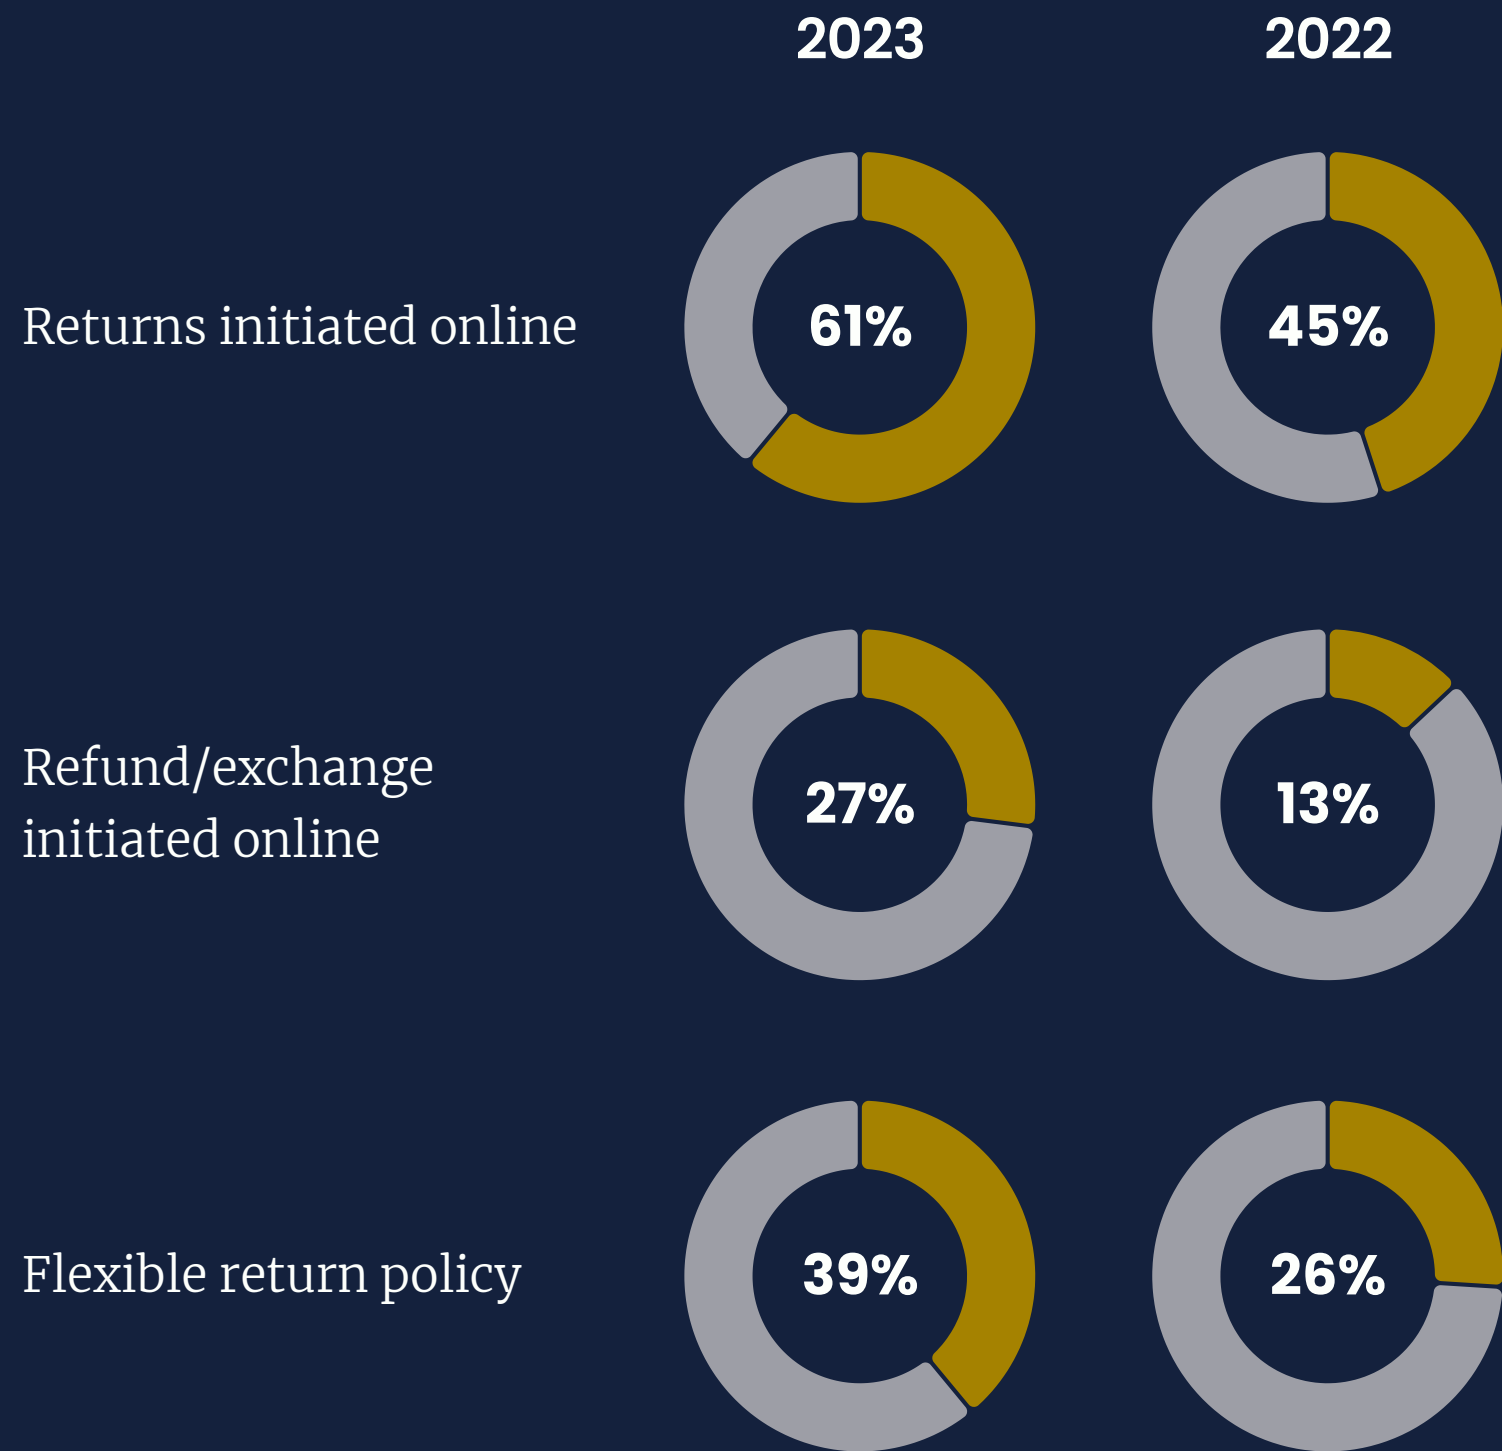 2023 2022
Returns initiated online 61% 45%
Refund/exchange
initiated online 27% 13%
Flexible return policy 39% 26%